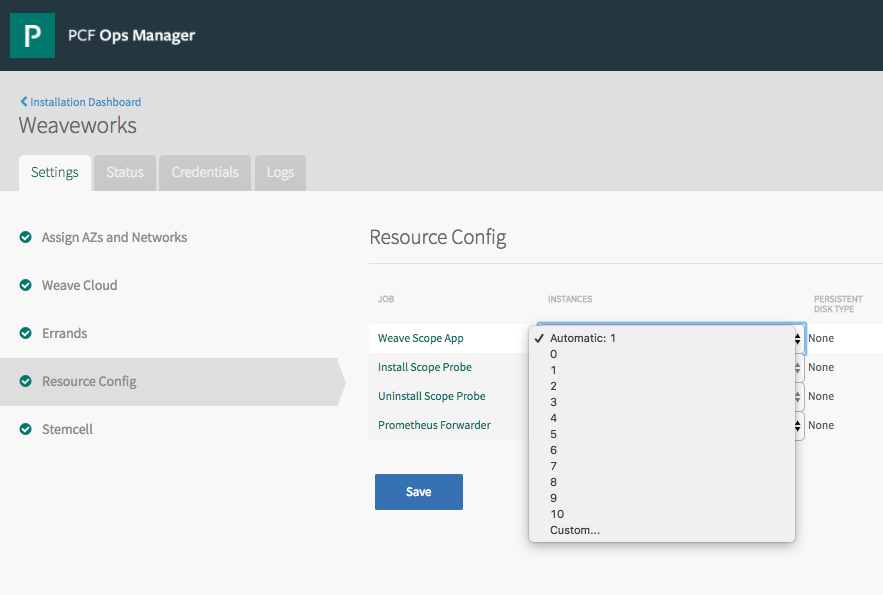 P
PCF Ops Manager
Installation Dashboard
Weaveworks
Settings
Status
Credentials
Logs
Assign AZs and Networks
Weave Cloud
Errands
Resource Config
Stemcell
Resource Config
JOB
INSTANCES
PERSISTENT
DISK TYPE
Weave Scope App
None
Install Scope Probe
None
Uninstall Scope Probe
None
Prometheus Forwarder
None
✓ Automatic: 1
0
1
2
3
4
5
6
7
8
9
10
Custom...
Save